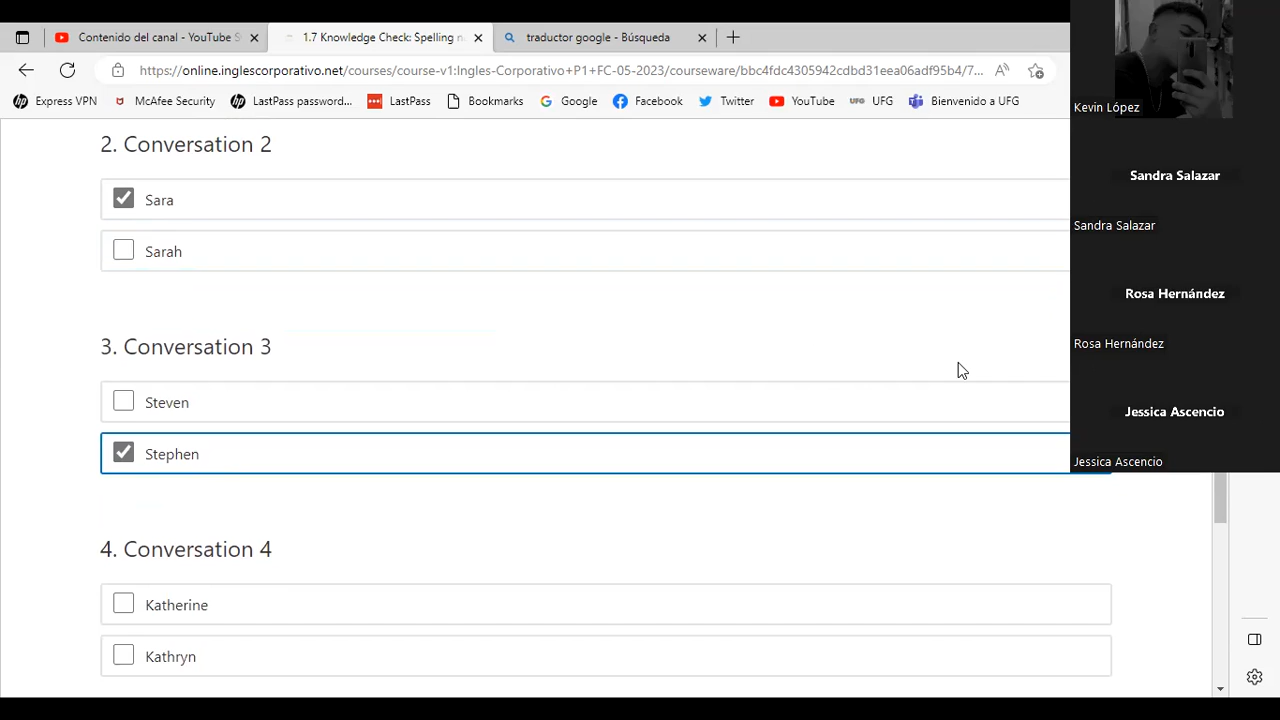 Contenido del canal - YouTube S
1.7 Knowledge Check: Spelling n
traductor google - Búsqueda
https://online.inglescorporativo.net/courses/course-v1:Ingles-Corporativo+P1+FC-05-2023/courseware/bbc4fdc4305942cdbd31eea06adf95b4/7...
Express VPN
McAfee Security
LastPass password...
LastPass
Bookmarks
Google
Facebook
Twitter
YouTube
UFG
Bienvenido a UFG
2. Conversation 2
Sara
Sarah
3. Conversation 3
Steven
Stephen
4. Conversation 4
Katherine
Kathryn
Kevin López
Sandra Salazar
Sandra Salazar
Rosa Hernández
Rosa Hernández
Jessica Ascencio
Jessica Ascencio